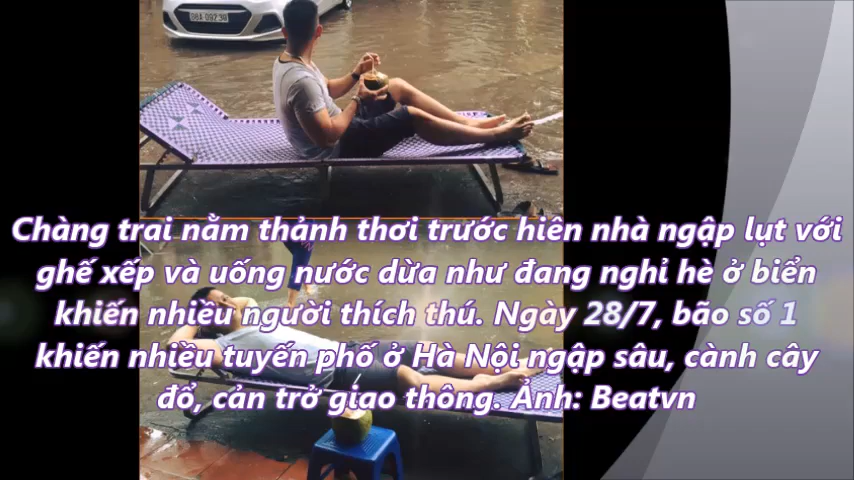 Chàng trai nằm thảnh thơi trước hiên nhà ngập lụt với
ghế xếp và uống nước dừa như đang nghỉ hè ở biển
khiến nhiều người thích thú. Ngày 28/7, bão số 1
khiến nhiều tuyến phố ở Hà Nội ngập sâu, cành cây
đổ, cản trở giao thông. Ảnh: Beatvn